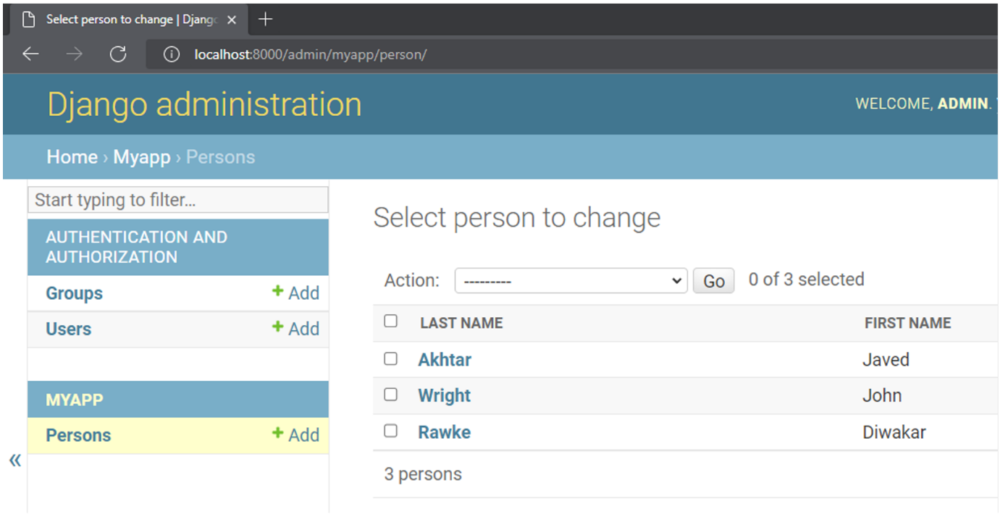 Select person to change | Djang
localhost:8000/admin/myapp/person/
Django administration
WELCOME, ADMIN.
Home › Myapp › Persons
Start typing to filter...
AUTHENTICATION AND
AUTHORIZATION
Groups + Add
Users + Add
MYAPP
Persons + Add
«
Select person to change
Action: --------- Go 0 of 3 selected
LAST NAME FIRST NAME
Akhtar Javed
Wright John
Rawke Diwakar
3 persons